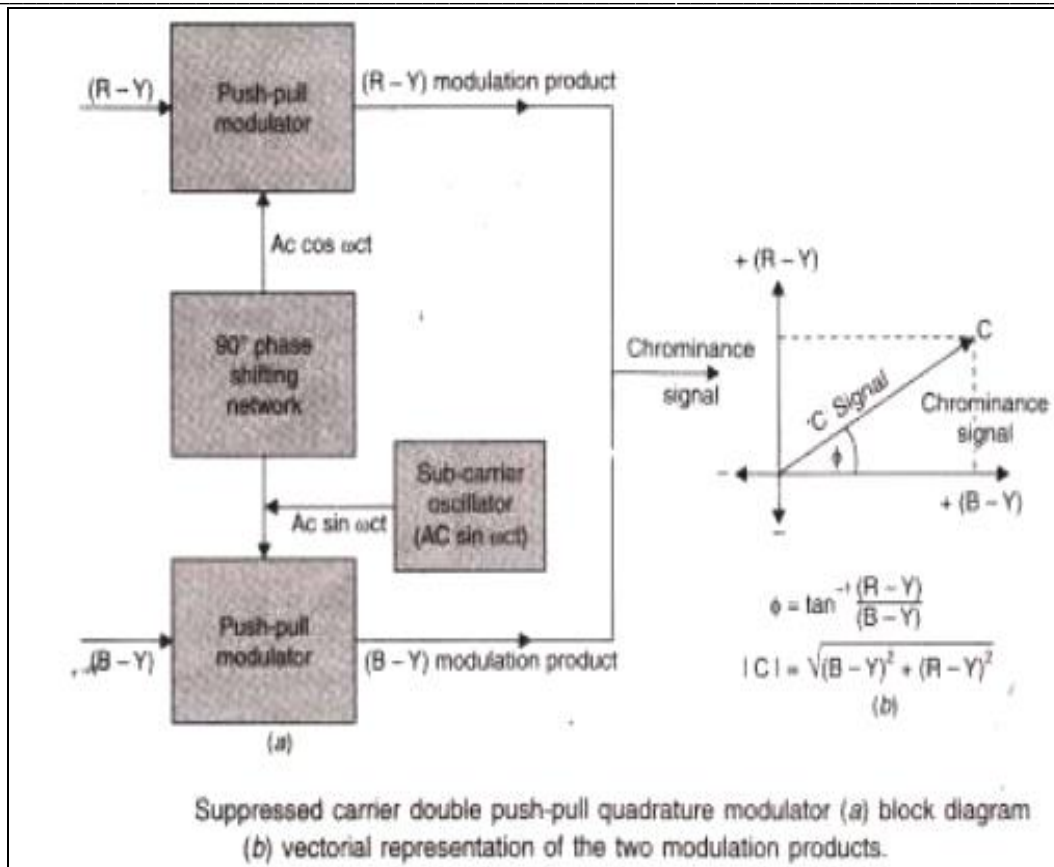 (R – Y)
Push-pull
modulator
(R – Y) modulation product
Ac cos ωct
90° phase
shifting
network
Sub-carrier
oscillator
(AC sin ωct)
Ac sin ωct
(B – Y)
Push-pull
modulator
(B – Y) modulation product
(a)
Chrominance
signal
+ (R – Y)
C
'C' Signal
Chrominance
signal
ϕ
–
+ (B – Y)
–
ϕ = tan⁻¹ (R – Y)/(B – Y)
| C | = √(B – Y)² + (R – Y)²
(b)
Suppressed carrier double push-pull quadrature modulator (a) block diagram
(b) vectorial representation of the two modulation products.